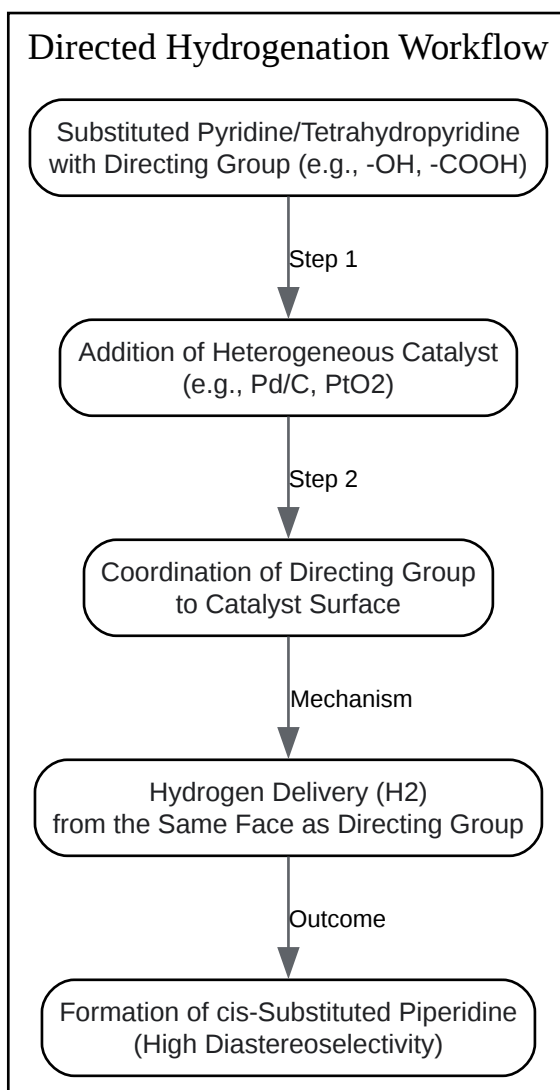 Directed Hydrogenation Workflow
Substituted Pyridine/Tetrahydropyridine
with Directing Group (e.g., -OH, -COOH)
Step 1
Addition of Heterogeneous Catalyst
(e.g., Pd/C, PtO2)
Step 2
Coordination of Directing Group
to Catalyst Surface
Mechanism
Hydrogen Delivery (H2)
from the Same Face as Directing Group
Outcome
Formation of cis-Substituted Piperidine
(High Diastereoselectivity)